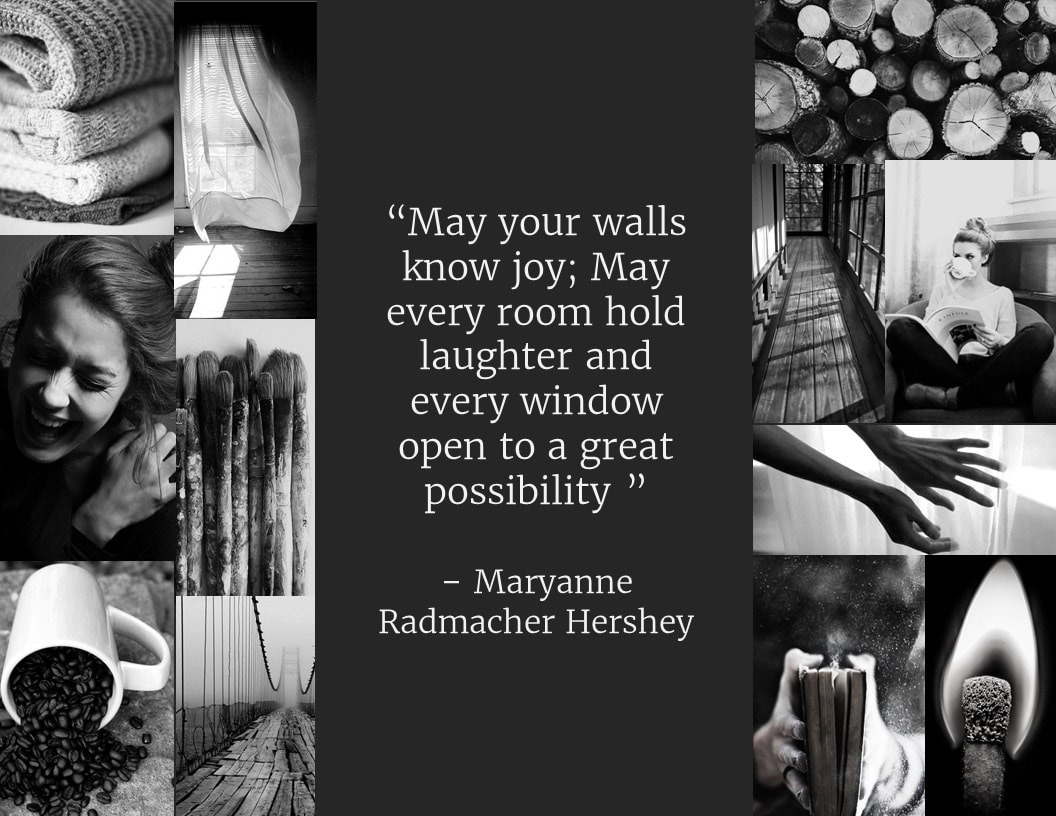 “May your walls
know joy; May
every room hold
laughter and
every window
open to a great
possibility ”
– Maryanne
Radmacher Hershey
KINFOLK